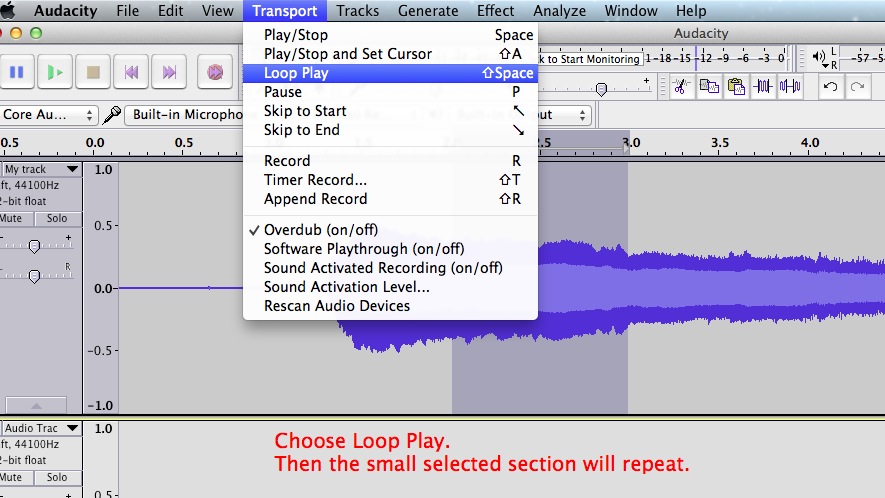 Audacity File Edit View Transport Tracks Generate Effect Analyze Window Help
Audacity
Play/Stop Space
Play/Stop and Set Cursor ⇧A
Loop Play ⇧Space
Pause P
Skip to Start ↖
Skip to End ↘
Record R
Timer Record... ⇧T
Append Record ⇧R
✓ Overdub (on/off)
Software Playthrough (on/off)
Sound Activated Recording (on/off)
Sound Activation Level...
Rescan Audio Devices
k to Start Monitoring -18 -15 -12 -9 -6 -3 0 L R -57 -5
Core Au... Built-in Micropho out
0.5 0.0 0.5 2.5 3.0 3.5 4.0
My track
ft, 44100Hz
2-bit float
Mute Solo
L R
1.0
0.5-
0.0-
-0.5-
-1.0
Audio Trac
ft, 44100Hz
2-bit float
Mute Solo
1.0
0.5-
Choose Loop Play.
Then the small selected section will repeat.